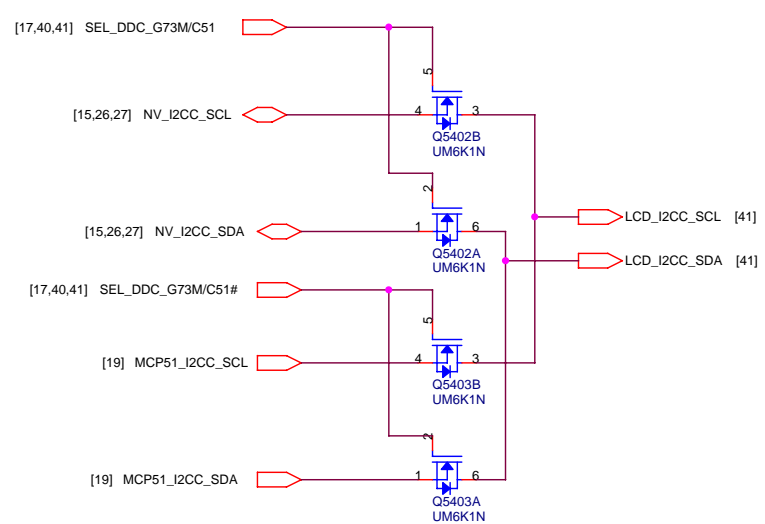 [17,40,41] SEL_DDC_G73M/C51
5
[15,26,27] NV_I2CC_SCL
4 3
Q5402B
UM6K1N
2
LCD_I2CC_SCL [41]
[15,26,27] NV_I2CC_SDA
1 6
Q5402A
UM6K1N
LCD_I2CC_SDA [41]
[17,40,41] SEL_DDC_G73M/C51#
5
[19] MCP51_I2CC_SCL
4 3
Q5403B
UM6K1N
2
[19] MCP51_I2CC_SDA
1 6
Q5403A
UM6K1N